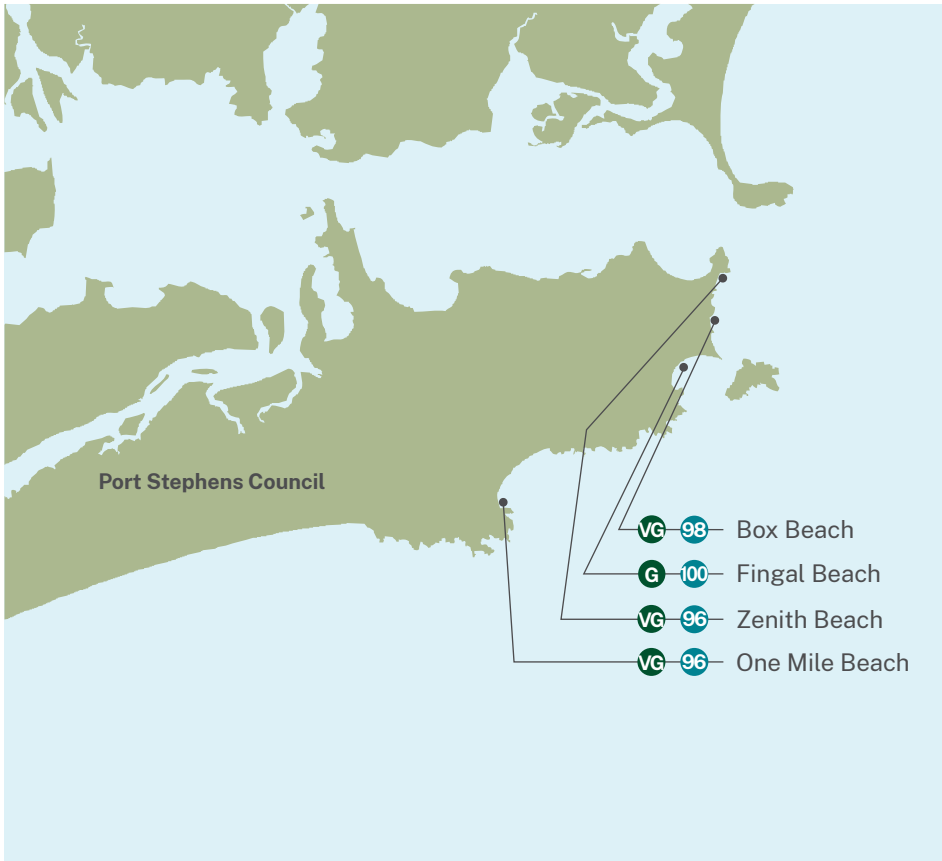 Port Stephens Council
VG 98 Box Beach
G 100 Fingal Beach
VG 96 Zenith Beach
VG 96 One Mile Beach